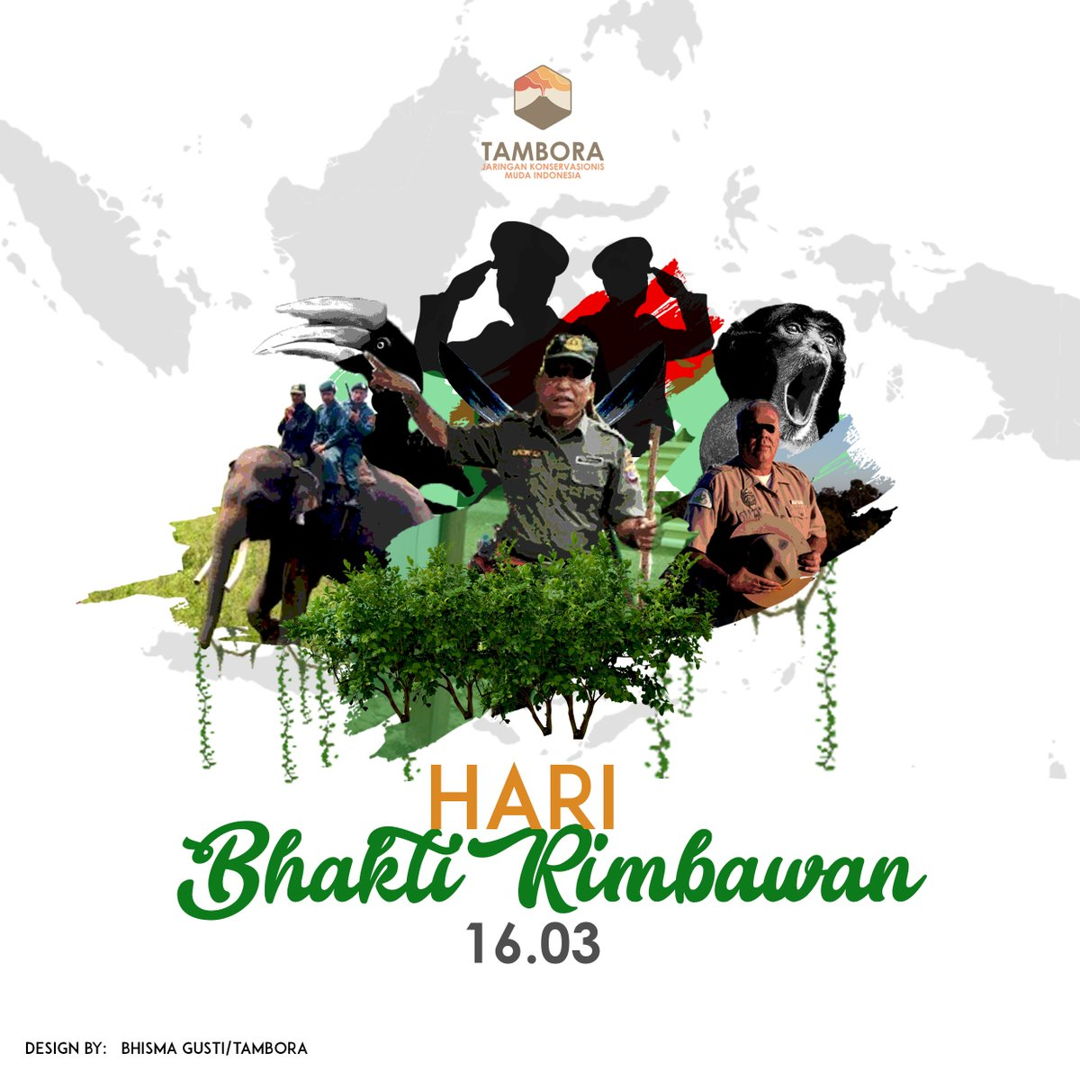 TAMBORA
JARINGAN KONSERVASIONIS
MUDA INDONESIA
HARI
Bhakti Rimbawan
16.03
DESIGN BY: BHISMA GUSTI/TAMBORA